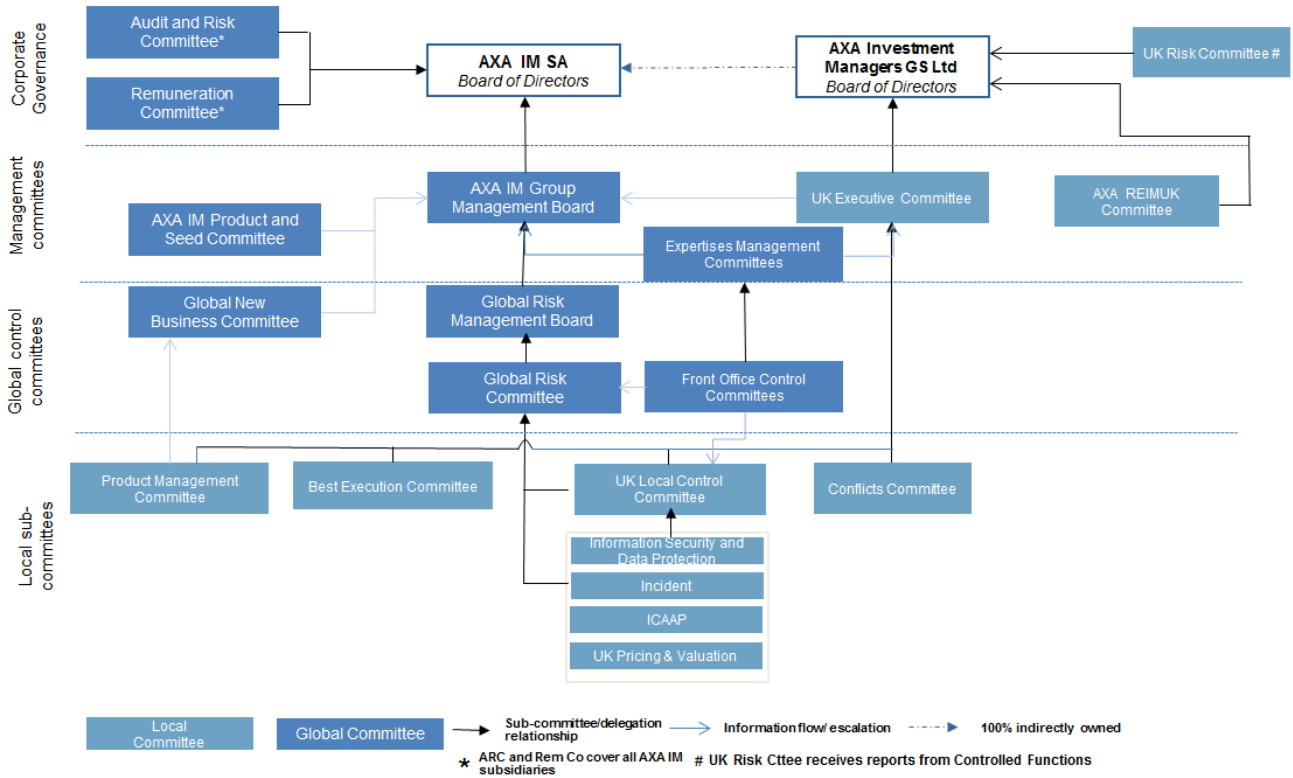 Corporate
Governance
Audit and Risk
Committee*
Remuneration
Committee*
AXA IM SA
Board of Directors
AXA Investment
Managers GS Ltd
Board of Directors
UK Risk Committee #
Management
committees
AXA IM Group
Management Board
UK Executive Committee
AXA REIMUK
Committee
AXA IM Product and
Seed Committee
Expertises Management
Committees
Global control
committees
Global New
Business Committee
Global Risk
Management Board
Global Risk
Committee
Front Office Control
Committees
Local sub-
committees
Product Management
Committee
Best Execution Committee
UK Local Control
Committee
Conflicts Committee
Information Security and
Data Protection
Incident
ICAAP
UK Pricing & Valuation
Local
Committee
Global Committee
Sub-committee/delegation
relationship
Information flow/ escalation
100% indirectly owned
* ARC and Rem Co cover all AXA IM
subsidiaries
# UK Risk Cttee receives reports from Controlled Functions